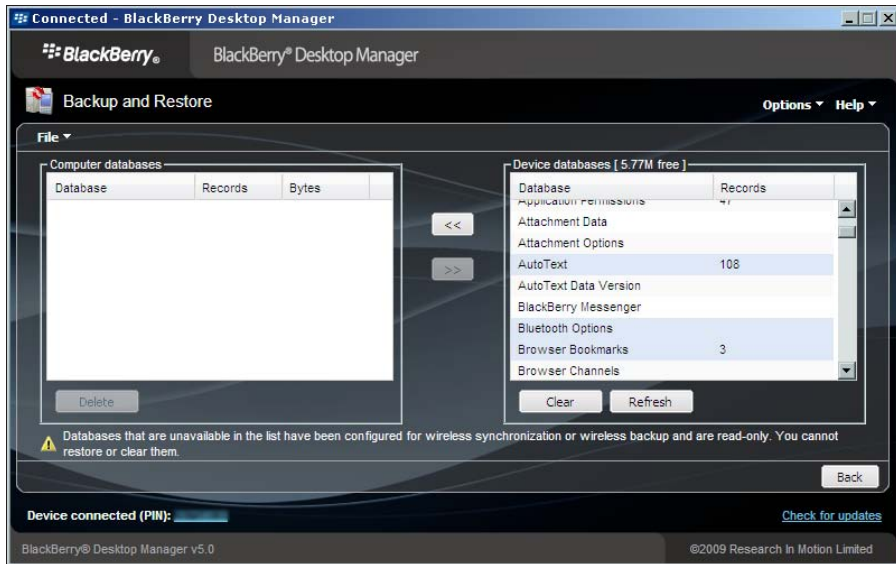 Connected - BlackBerry Desktop Manager
BlackBerry®
BlackBerry® Desktop Manager
Backup and Restore
Options Help
File
Computer databases
Database Records Bytes
<<
>>
Delete
Device databases [ 5.77M free ]
Database Records
Application Permissions 47
Attachment Data
Attachment Options
AutoText 108
AutoText Data Version
BlackBerry Messenger
Bluetooth Options
Browser Bookmarks 3
Browser Channels
Clear Refresh
Databases that are unavailable in the list have been configured for wireless synchronization or wireless backup and are read-only. You cannot
restore or clear them.
Back
Device connected (PIN):
Check for updates
BlackBerry® Desktop Manager v5.0
©2009 Research In Motion Limited